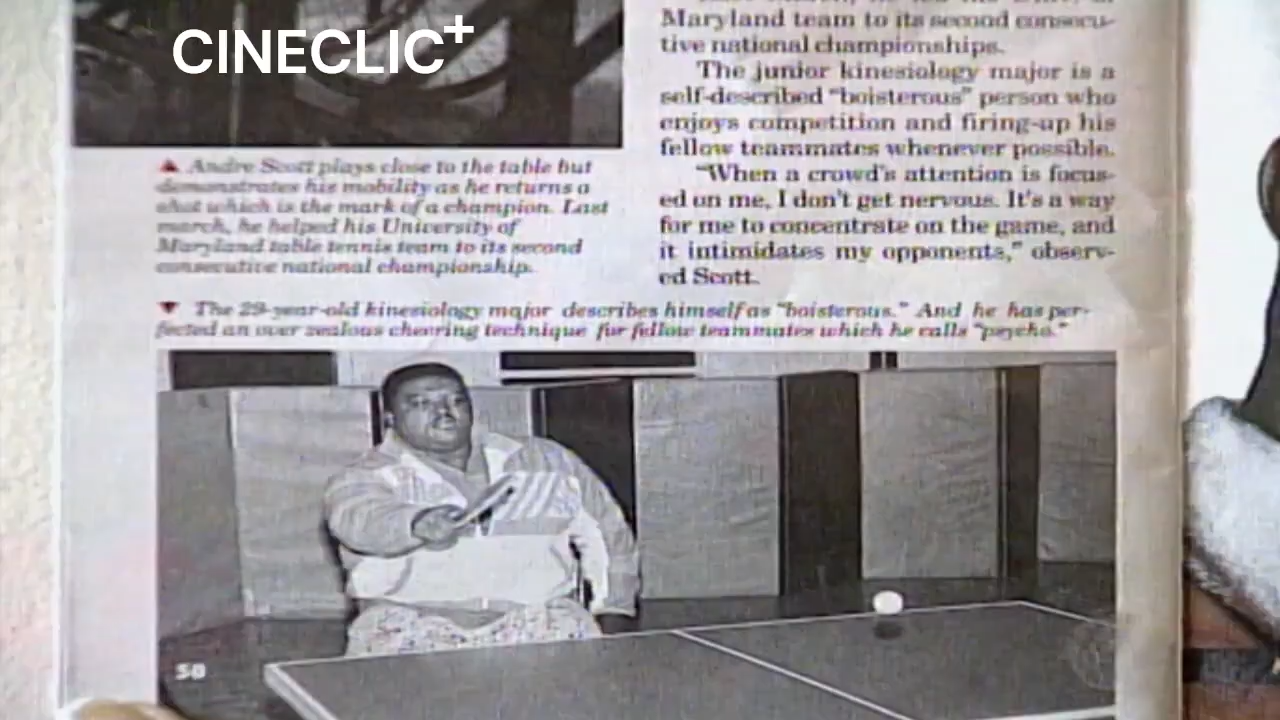 CINECLIC+
Maryland team to its second consecu-
tive national championships.
The junior kinesiology major is a
self-described "boisterous" person who
enjoys competition and firing-up his
fellow teammates whenever possible.
"When a crowd's attention is focus-
ed on me, I don't get nervous. It's a way
for me to concentrate on the game, and
it intimidates my opponents," observ-
ed Scott.
▲ Andre Scott plays close to the table but
demonstrates his mobility as he returns a
shot which is the mark of a champion. Last
march, he helped his University of
Maryland table tennis team to its second
consecutive national championship.
▼ The 29-year-old kinesiology major describes himself as "boisterous." And he has per-
fected an over zealous cheering technique for fellow teammates which he calls "psycho."
50